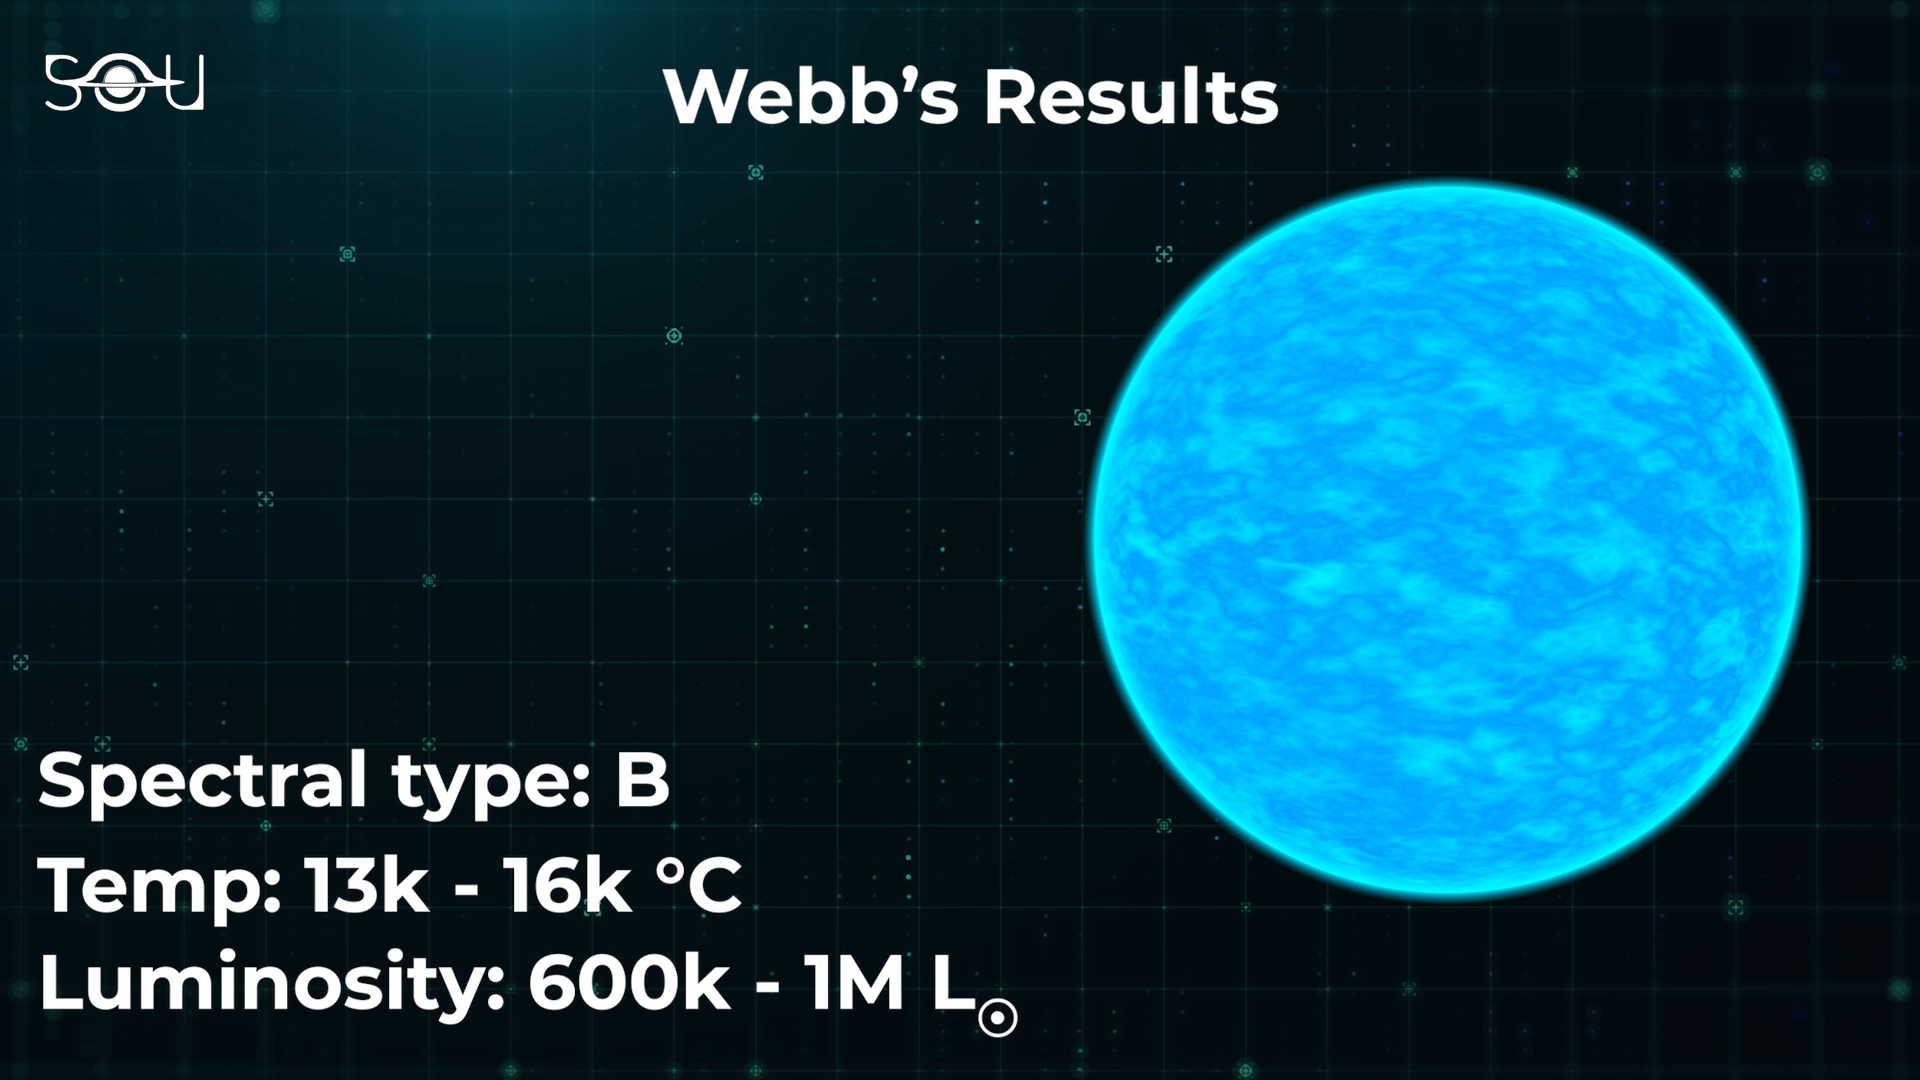 SOU
Webb’s Results
Spectral type: B
Temp: 13k - 16k °C
Luminosity: 600k - 1M L☉